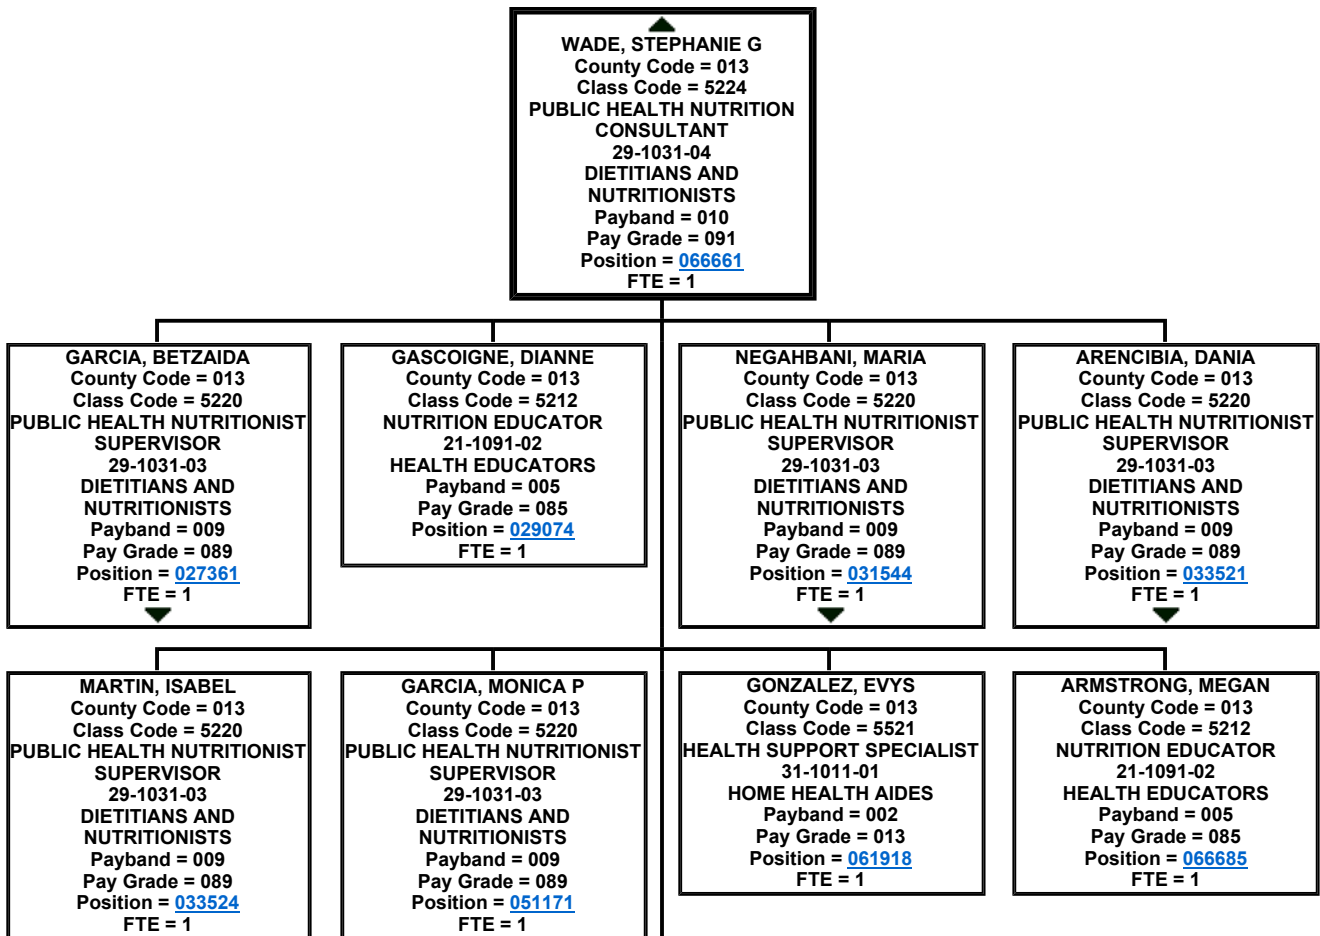 WADE, STEPHANIE G
County Code = 013
Class Code = 5224
PUBLIC HEALTH NUTRITION
CONSULTANT
29-1031-04
DIETITIANS AND
NUTRITIONISTS
Payband = 010
Pay Grade = 091
Position = 066661
FTE = 1
GARCIA, BETZAIDA
County Code = 013
Class Code = 5220
PUBLIC HEALTH NUTRITIONIST
SUPERVISOR
29-1031-03
DIETITIANS AND
NUTRITIONISTS
Payband = 009
Pay Grade = 089
Position = 027361
FTE = 1
GASCOIGNE, DIANNE
County Code = 013
Class Code = 5212
NUTRITION EDUCATOR
21-1091-02
HEALTH EDUCATORS
Payband = 005
Pay Grade = 085
Position = 029074
FTE = 1
NEGAHBANI, MARIA
County Code = 013
Class Code = 5220
PUBLIC HEALTH NUTRITIONIST
SUPERVISOR
29-1031-03
DIETITIANS AND
NUTRITIONISTS
Payband = 009
Pay Grade = 089
Position = 031544
FTE = 1
ARENCIBIA, DANIA
County Code = 013
Class Code = 5220
PUBLIC HEALTH NUTRITIONIST
SUPERVISOR
29-1031-03
DIETITIANS AND
NUTRITIONISTS
Payband = 009
Pay Grade = 089
Position = 033521
FTE = 1
MARTIN, ISABEL
County Code = 013
Class Code = 5220
PUBLIC HEALTH NUTRITIONIST
SUPERVISOR
29-1031-03
DIETITIANS AND
NUTRITIONISTS
Payband = 009
Pay Grade = 089
Position = 033524
FTE = 1
GARCIA, MONICA P
County Code = 013
Class Code = 5220
PUBLIC HEALTH NUTRITIONIST
SUPERVISOR
29-1031-03
DIETITIANS AND
NUTRITIONISTS
Payband = 009
Pay Grade = 089
Position = 051171
FTE = 1
GONZALEZ, EVYS
County Code = 013
Class Code = 5521
HEALTH SUPPORT SPECIALIST
31-1011-01
HOME HEALTH AIDES
Payband = 002
Pay Grade = 013
Position = 061918
FTE = 1
ARMSTRONG, MEGAN
County Code = 013
Class Code = 5212
NUTRITION EDUCATOR
21-1091-02
HEALTH EDUCATORS
Payband = 005
Pay Grade = 085
Position = 066685
FTE = 1